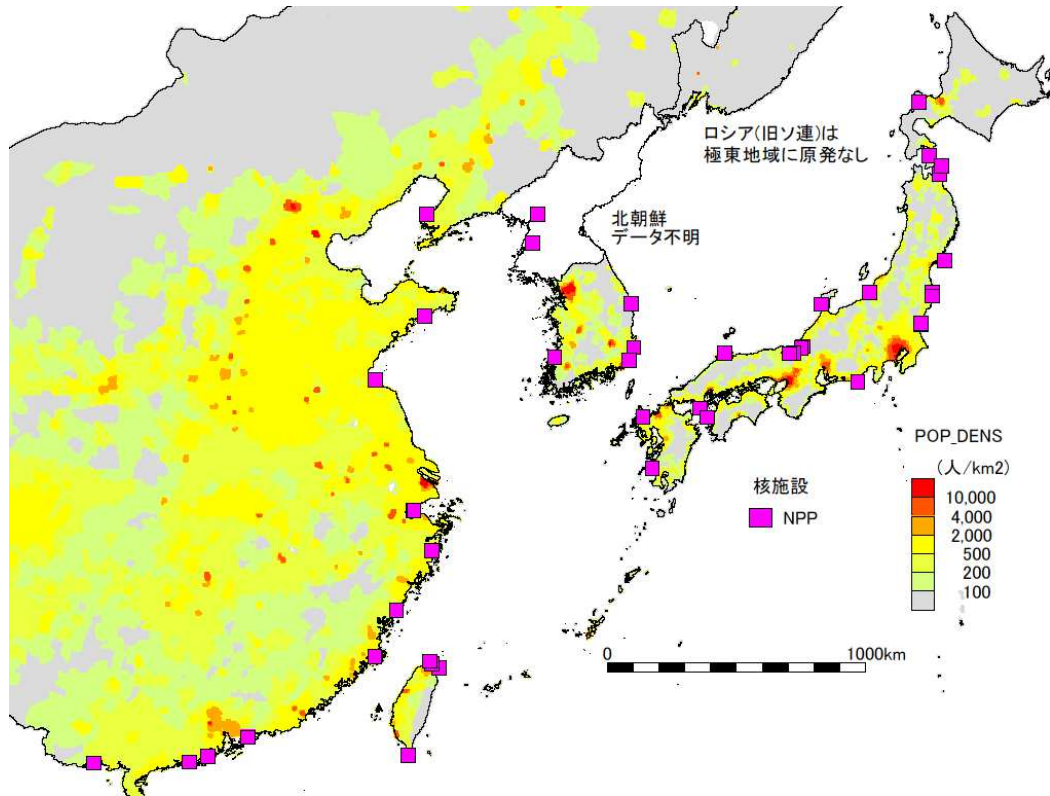 ロシア(旧ソ連)は
極東地域に原発なし
北朝鮮
データ不明
POP_DENS
(人/km2)
10,000
4,000
2,000
500
200
100
核施設
NPP
0 1000km